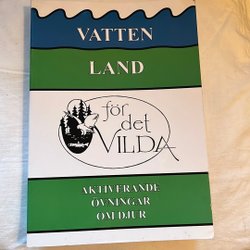 VATTEN
LAND
för
det
VILDA
AKTIVERANDE
ÖVNINGAR
OM DJUR